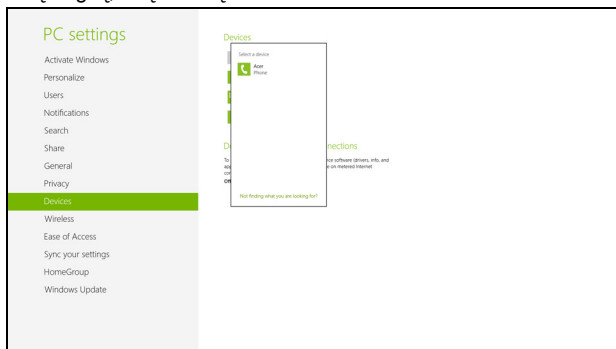 PC settings
Activate Windows
Personalize
Users
Notifications
Search
Share
General
Privacy
Devices
Wireless
Ease of Access
Sync your settings
HomeGroup
Windows Update
Devices
Select a device
Acer
Phone
Not finding what you are looking for?
nections
To
nce software (drivers, info, and
app
e on metered Internet